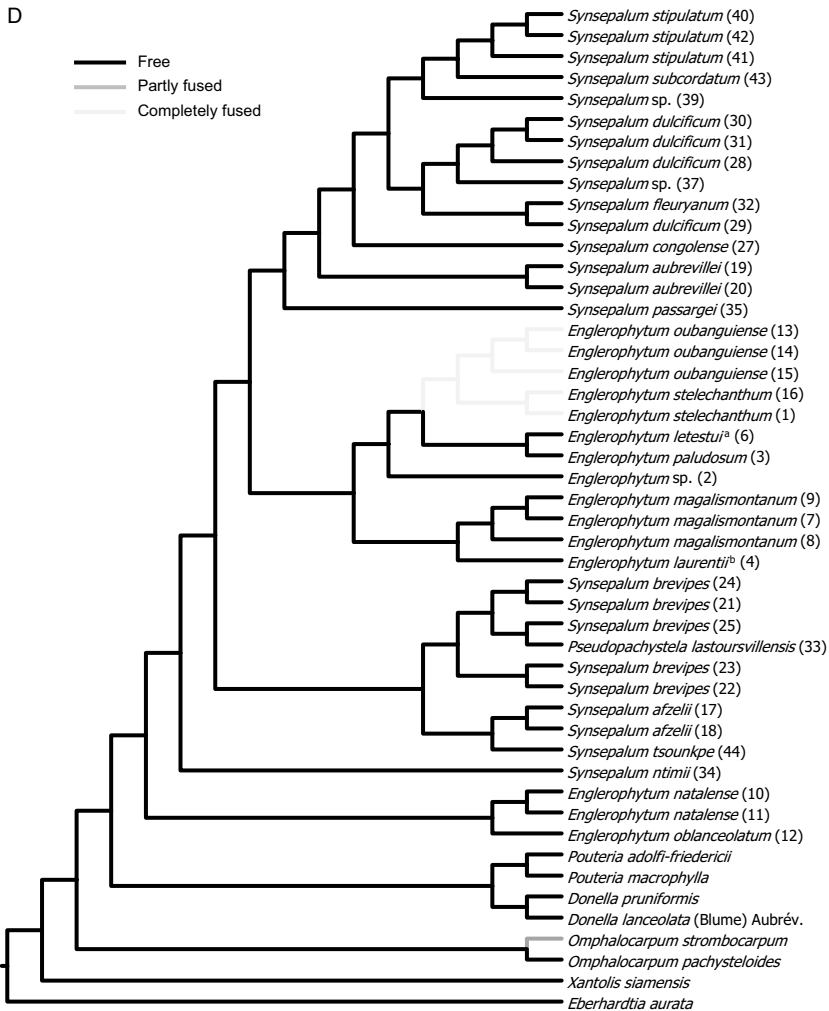 D
Free
Partly fused
Completely fused
Synsepalum stipulatum (40)
Synsepalum stipulatum (42)
Synsepalum stipulatum (41)
Synsepalum subcordatum (43)
Synsepalum sp. (39)
Synsepalum dulcificum (30)
Synsepalum dulcificum (31)
Synsepalum dulcificum (28)
Synsepalum sp. (37)
Synsepalum fleuryanum (32)
Synsepalum dulcificum (29)
Synsepalum congolense (27)
Synsepalum aubrevillei (19)
Synsepalum aubrevillei (20)
Synsepalum passargei (35)
Englerophytum oubanguiense (13)
Englerophytum oubanguiense (14)
Englerophytum oubanguiense (15)
Englerophytum stelechanthum (16)
Englerophytum stelechanthum (1)
Englerophytum letestuiᵃ (6)
Englerophytum paludosum (3)
Englerophytum sp. (2)
Englerophytum magalismontanum (9)
Englerophytum magalismontanum (7)
Englerophytum magalismontanum (8)
Englerophytum laurentiiᵇ (4)
Synsepalum brevipes (24)
Synsepalum brevipes (21)
Synsepalum brevipes (25)
Pseudopachystela lastoursvillensis (33)
Synsepalum brevipes (23)
Synsepalum brevipes (22)
Synsepalum afzelii (17)
Synsepalum afzelii (18)
Synsepalum tsounkpe (44)
Synsepalum ntimii (34)
Englerophytum natalense (10)
Englerophytum natalense (11)
Englerophytum oblanceolatum (12)
Pouteria adolfi-friedericii
Pouteria macrophylla
Donella pruniformis
Donella lanceolata (Blume) Aubrév.
Omphalocarpum strombocarpum
Omphalocarpum pachysteloides
Xantolis siamensis
Eberhardtia aurata